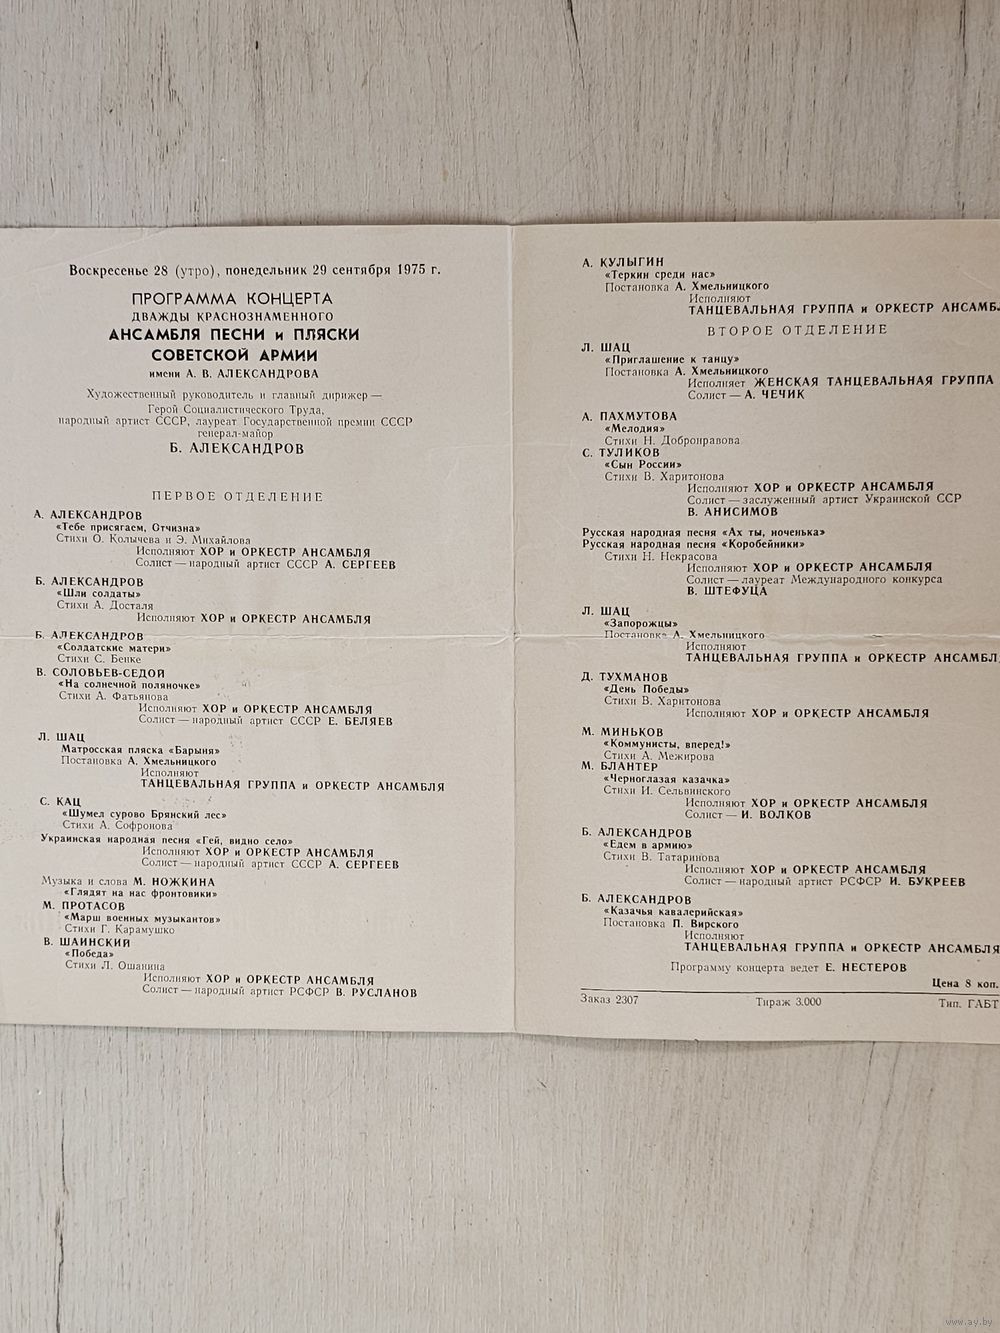 Воскресенье 28 (утро), понедельник 29 сентября 1975 г.
ПРОГРАММА КОНЦЕРТА
ДВАЖДЫ КРАСНОЗНАМЕННОГО
АНСАМБЛЯ ПЕСНИ и ПЛЯСКИ
СОВЕТСКОЙ АРМИИ
имени А. В. АЛЕКСАНДРОВА
Художественный руководитель и главный дирижер —
Герой Социалистического Труда,
народный артист СССР, лауреат Государственной премии СССР
генерал-майор
Б. АЛЕКСАНДРОВ
ПЕРВОЕ ОТДЕЛЕНИЕ
А. АЛЕКСАНДРОВ
«Тебе присягаем, Отчизна»
Стихи О. Колычева и Э. Михайлова
Исполняют ХОР и ОРКЕСТР АНСАМБЛЯ
Солист — народный артист СССР А. СЕРГЕЕВ
Б. АЛЕКСАНДРОВ
«Шли солдаты»
Стихи А. Досталя
Исполняют ХОР и ОРКЕСТР АНСАМБЛЯ
Б. АЛЕКСАНДРОВ
«Солдатские матери»
Стихи С. Бенке
В. СОЛОВЬЕВ-СЕДОЙ
«На солнечной поляночке»
Стихи А. Фатьянова
Исполняют ХОР и ОРКЕСТР АНСАМБЛЯ
Солист — народный артист СССР Е. БЕЛЯЕВ
Л. ШАЦ
Матросская пляска «Барыня»
Постановка А. Хмельницкого
Исполняют
ТАНЦЕВАЛЬНАЯ ГРУППА и ОРКЕСТР АНСАМБЛЯ
С. КАЦ
«Шумел сурово Брянский лес»
Стихи А. Софронова
Украинская народная песня «Гей, видно село»
Исполняют ХОР и ОРКЕСТР АНСАМБЛЯ
Солист — народный артист СССР А. СЕРГЕЕВ
Музыка и слова М. НОЖКИНА
«Глядят на нас фронтовики»
М. ПРОТАСОВ
«Марш военных музыкантов»
Стихи Г. Карамушко
В. ШАИНСКИЙ
«Победа»
Стихи Л. Ошанина
Исполняют ХОР и ОРКЕСТР АНСАМБЛЯ
Солист — народный артист РСФСР В. РУСЛАНОВ
А. КУЛЫГИН
«Теркин среди нас»
Постановка А. Хмельницкого
Исполняют
ТАНЦЕВАЛЬНАЯ ГРУППА и ОРКЕСТР АНСАМБ
ВТОРОЕ ОТДЕЛЕНИЕ
Л. ШАЦ
«Приглашение к танцу»
Постановка А. Хмельницкого
Исполняет ЖЕНСКАЯ ТАНЦЕВАЛЬНАЯ ГРУППА
Солист — А. ЧЕЧИК
А. ПАХМУТОВА
«Мелодия»
Стихи Н. Добронравова
С. ТУЛИКОВ
«Сын России»
Стихи В. Харитонова
Исполняют ХОР и ОРКЕСТР АНСАМБЛЯ
Солист — заслуженный артист Украинской ССР
В. АНИСИМОВ
Русская народная песня «Ах ты, ноченька»
Русская народная песня «Коробейники»
Стихи Н. Некрасова
Исполняют ХОР и ОРКЕСТР АНСАМБЛЯ
Солист — лауреат Международного конкурса
В. ШТЕФУЦА
Л. ШАЦ
«Запорожцы»
Постановка А. Хмельницкого
Исполняют
ТАНЦЕВАЛЬНАЯ ГРУППА и ОРКЕСТР АНСАМБЛ
Д. ТУХМАНОВ
«День Победы»
Стихи В. Харитонова
Исполняют ХОР и ОРКЕСТР АНСАМБЛЯ
М. МИНЬКОВ
«Коммунисты, вперед!»
Стихи А. Межирова
М. БЛАНТЕР
«Черноглазая казачка»
Стихи И. Сельвинского
Исполняют ХОР и ОРКЕСТР АНСАМБЛЯ
Солист — И. ВОЛКОВ
Б. АЛЕКСАНДРОВ
«Едем в армию»
Стихи В. Татаринова
Исполняют ХОР и ОРКЕСТР АНСАМБЛЯ
Солист — народный артист РСФСР И. БУКРЕЕВ
Б. АЛЕКСАНДРОВ
«Казачья кавалерийская»
Постановка П. Вирского
Исполняют
ТАНЦЕВАЛЬНАЯ ГРУППА и ОРКЕСТР АНСАМБЛЯ
Программу концерта ведет Е. НЕСТЕРОВ
Цена 8 коп.
Заказ 2307 Тираж 3.000 Тип. ГАБТ
www.ay.by